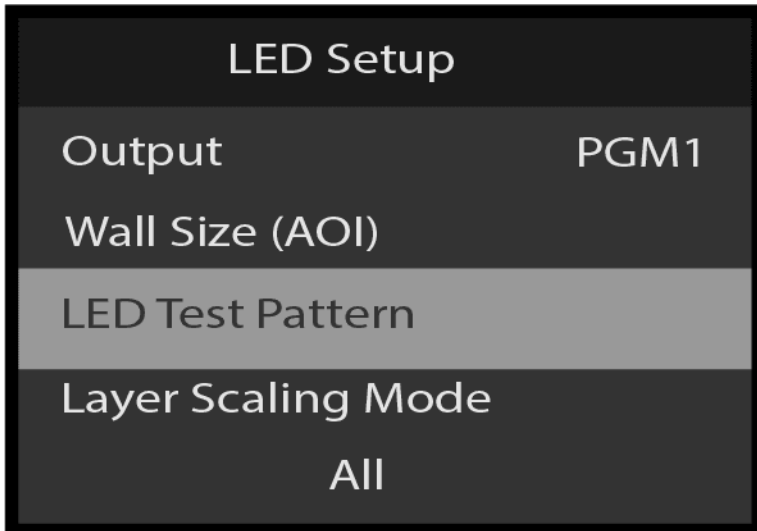 LED Setup
Output PGM1
Wall Size (AOI)
LED Test Pattern
Layer Scaling Mode
All